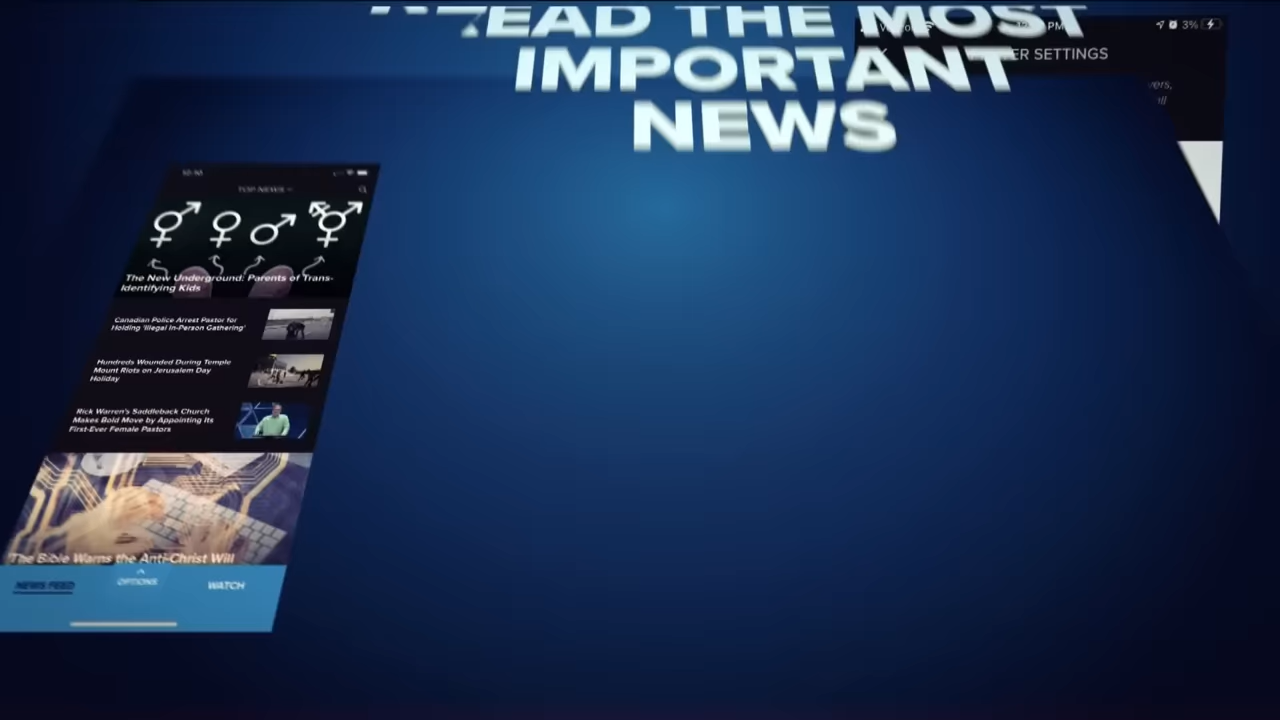 READ THE MOST
IMPORTANT
NEWS
3%
ER SETTINGS
TOP NEWS
The New Underground: Parents of Trans-
Identifying Kids
Canadian Police Arrest Pastor for
Holding 'Illegal In-Person Gathering'
Hundreds Wounded During Temple
Mount Riots on Jerusalem Day
Holiday
Rick Warren's Saddleback Church
Makes Bold Move by Appointing Its
First-Ever Female Pastors
'The Bible Warns the Anti-Christ Will
NEWS FEED
OPTIONS
WATCH